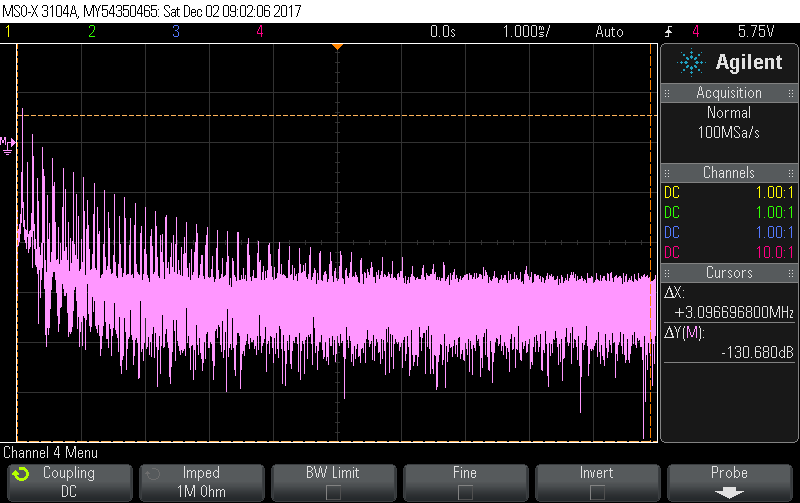 MSO-X 3104A, MY54350465: Sat Dec 02 09:02:06 2017
1 2 3 4 0.0s 1.000s/ Auto 4 5.75V
M
Agilent
Acquisition
Normal
100MSa/s
Channels
DC 1.00:1
DC 1.00:1
DC 1.00:1
DC 10.0:1
Cursors
ΔX:
+3.096696800MHz
ΔY(M):
-130.680dB
Channel 4 Menu
Coupling Imped BW Limit Fine Invert Probe
DC 1M Ohm